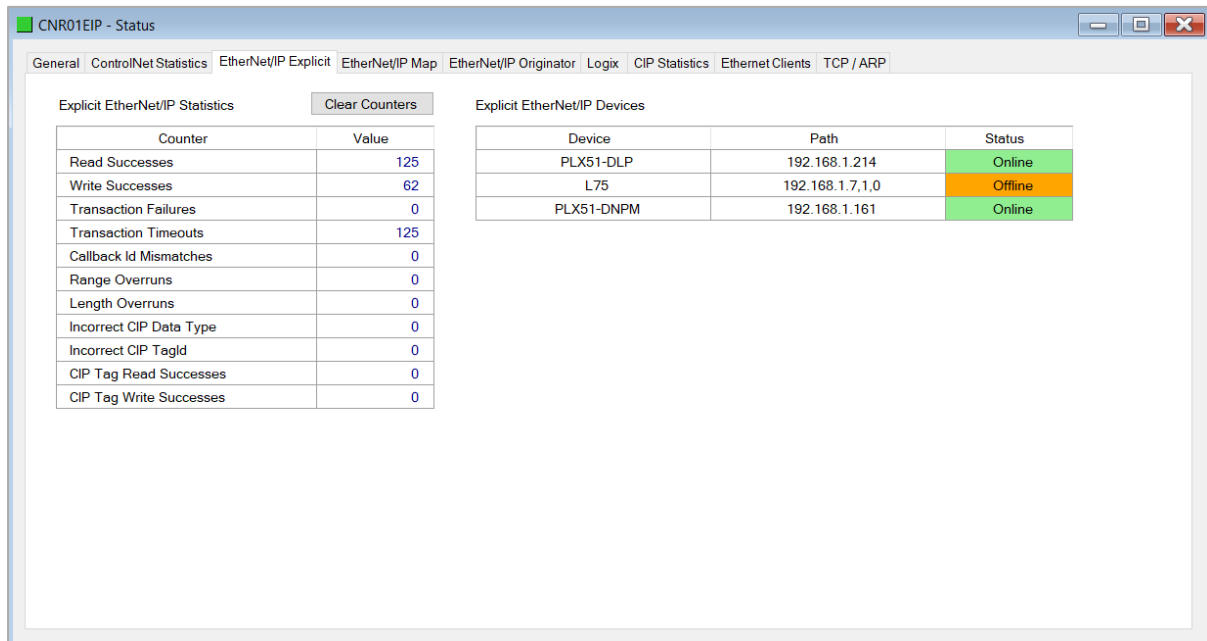 CNR01EIP - Status
General ControlNet Statistics EtherNet/IP Explicit EtherNet/IP Map EtherNet/IP Originator Logix CIP Statistics Ethernet Clients TCP / ARP
Explicit EtherNet/IP Statistics Clear Counters
Counter Value
Read Successes 125
Write Successes 62
Transaction Failures 0
Transaction Timeouts 125
Callback Id Mismatches 0
Range Overruns 0
Length Overruns 0
Incorrect CIP Data Type 0
Incorrect CIP TagId 0
CIP Tag Read Successes 0
CIP Tag Write Successes 0
Explicit EtherNet/IP Devices
Device Path Status
PLX51-DLP 192.168.1.214 Online
L75 192.168.1.7,1,0 Offline
PLX51-DNPM 192.168.1.161 Online